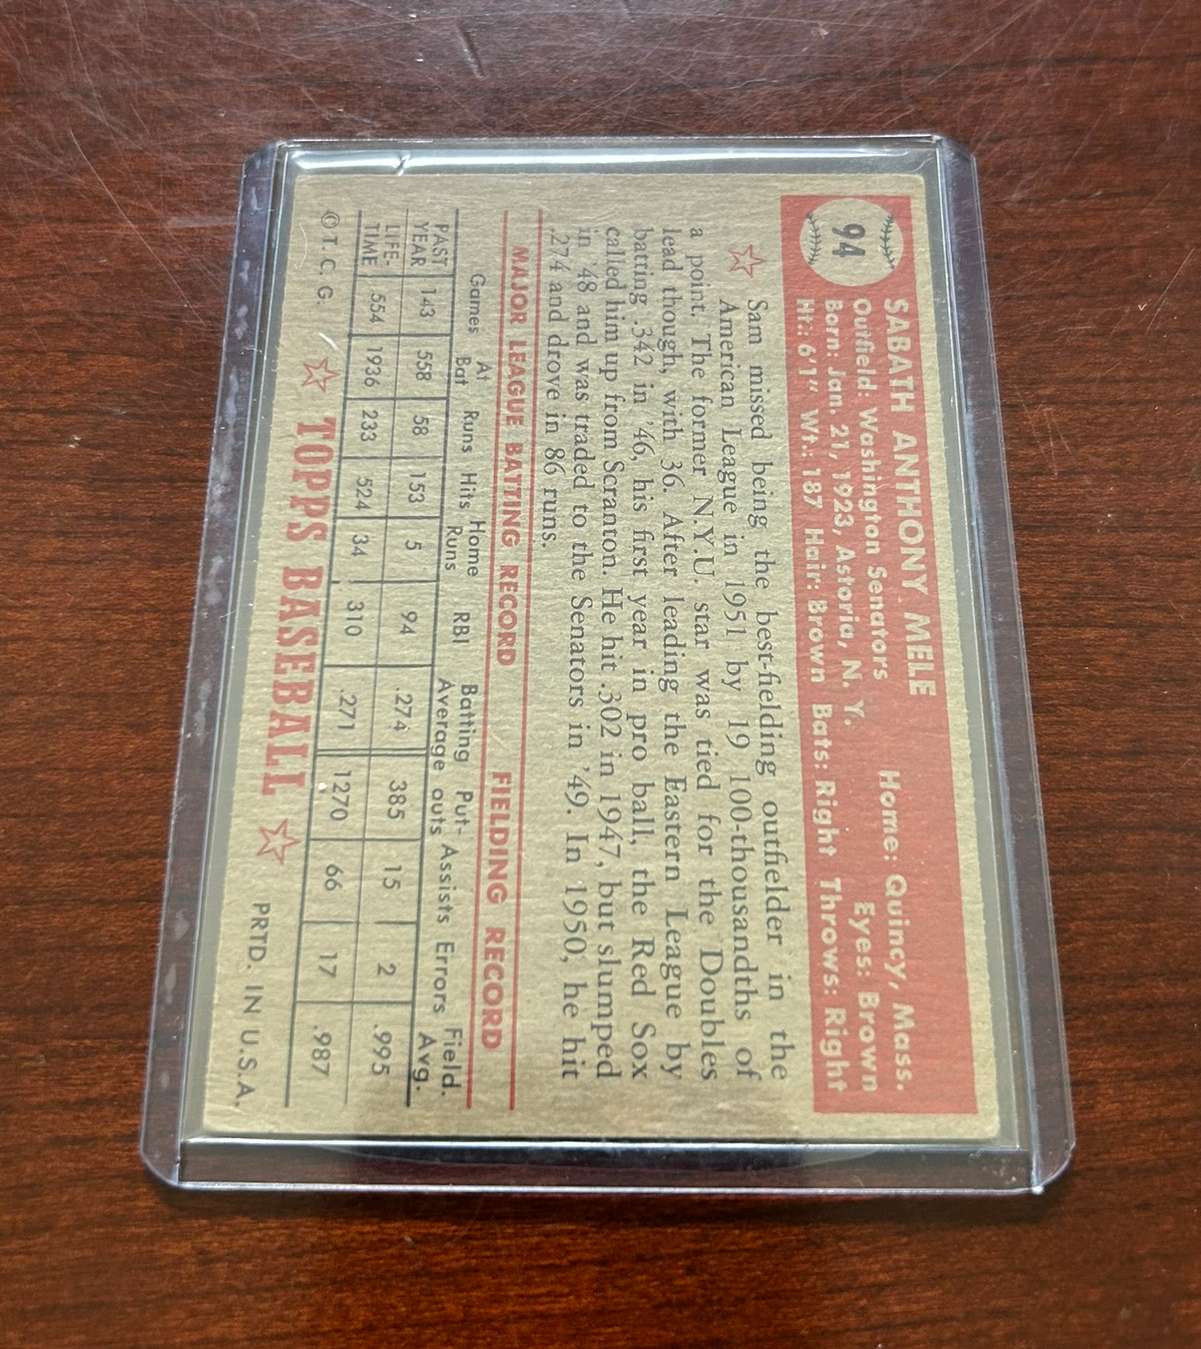 94
SABATH ANTHONY MELE Home: Quincy, Mass.
Outfield: Washington Senators Eyes: Brown
Born: Jan. 21, 1923, Astoria, N. Y.
Ht.: 6'1" Wt.: 187 Hair: Brown Bats: Right Throws: Right
Sam missed being the best-fielding outfielder in the
American League in 1951 by 19 100-thousandths of
a point. The former N.Y.U. star was tied for the Doubles
lead though, with 36. After leading the Eastern League by
batting .342 in '46, his first year in pro ball, the Red Sox
called him up from Scranton. He hit .302 in 1947, but slumped
in '48 and was traded to the Senators in '49. In 1950, he hit
.274 and drove in 86 runs.
MAJOR LEAGUE BATTING RECORD FIELDING RECORD
Games At Bat Runs Hits Home Runs RBI Batting Average Put-outs Assists Errors Field. Avg.
PAST YEAR 143 558 58 153 5 94 .274 385 15 2 .995
LIFE-TIME 554 1936 233 524 34 310 .271 1270 66 17 .987
© T. C. G. TOPPS BASEBALL PRTD. IN U.S.A.